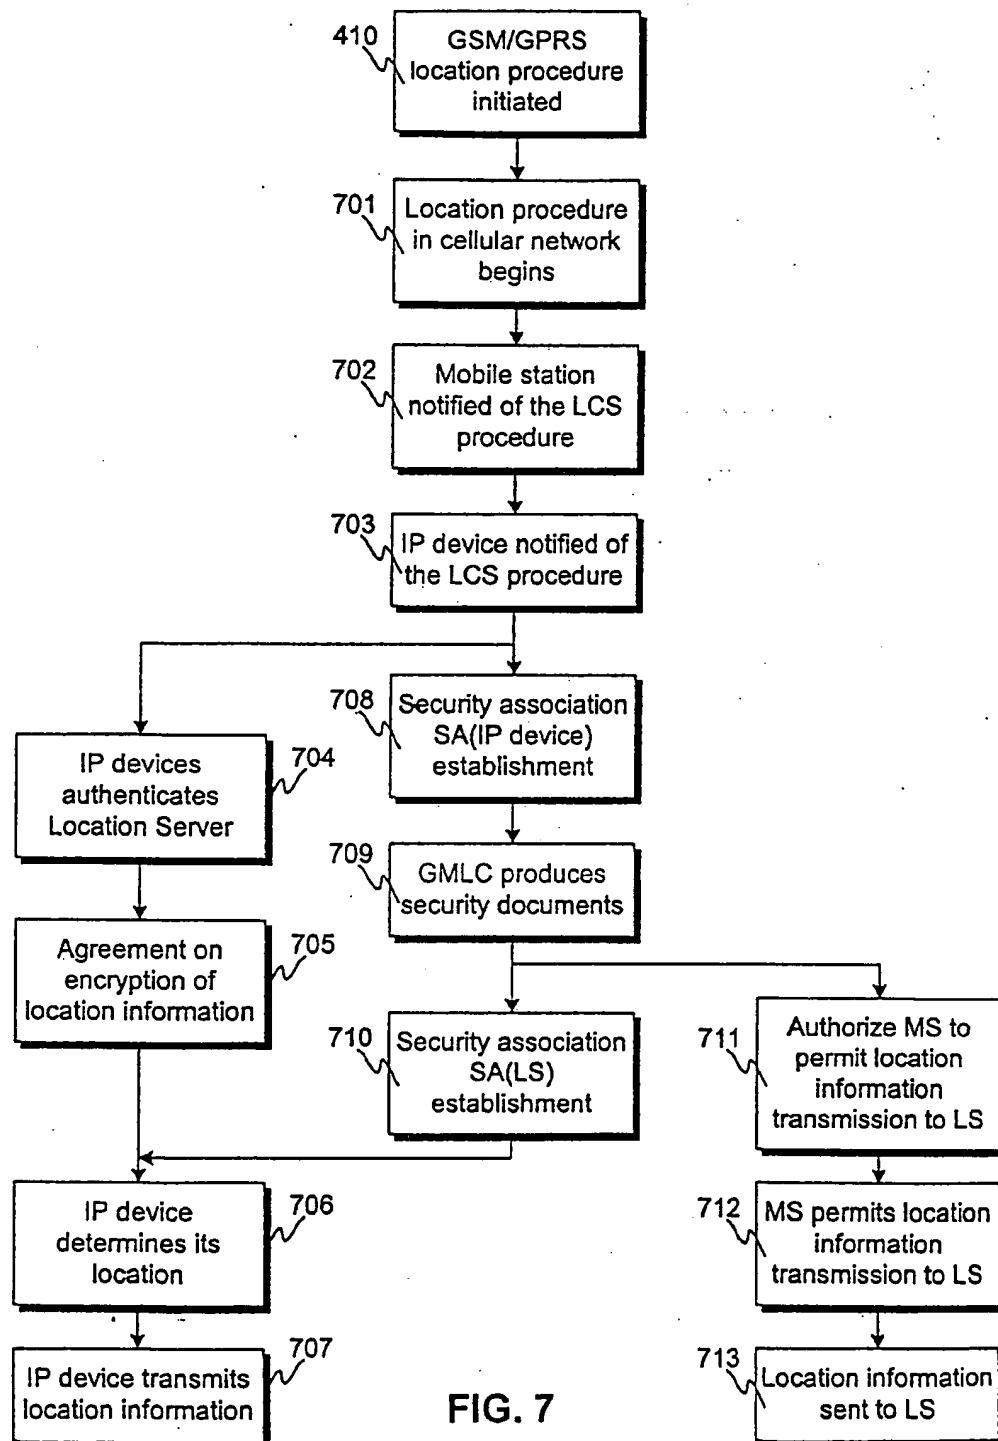 410
GSM/GPRS
location procedure
initiated
701
Location procedure
in cellular network
begins
702
Mobile station
notified of the LCS
procedure
703
IP device notified of
the LCS procedure
708
Security association
SA(IP device)
establishment
704
IP devices
authenticates
Location Server
709
GMLC produces
security documents
705
Agreement on
encryption of
location information
710
Security association
SA(LS)
establishment
711
Authorize MS to
permit location
information
transmission to LS
706
IP device
determines its
location
712
MS permits location
information
transmission to LS
707
IP device transmits
location information
713
Location information
sent to LS
FIG. 7